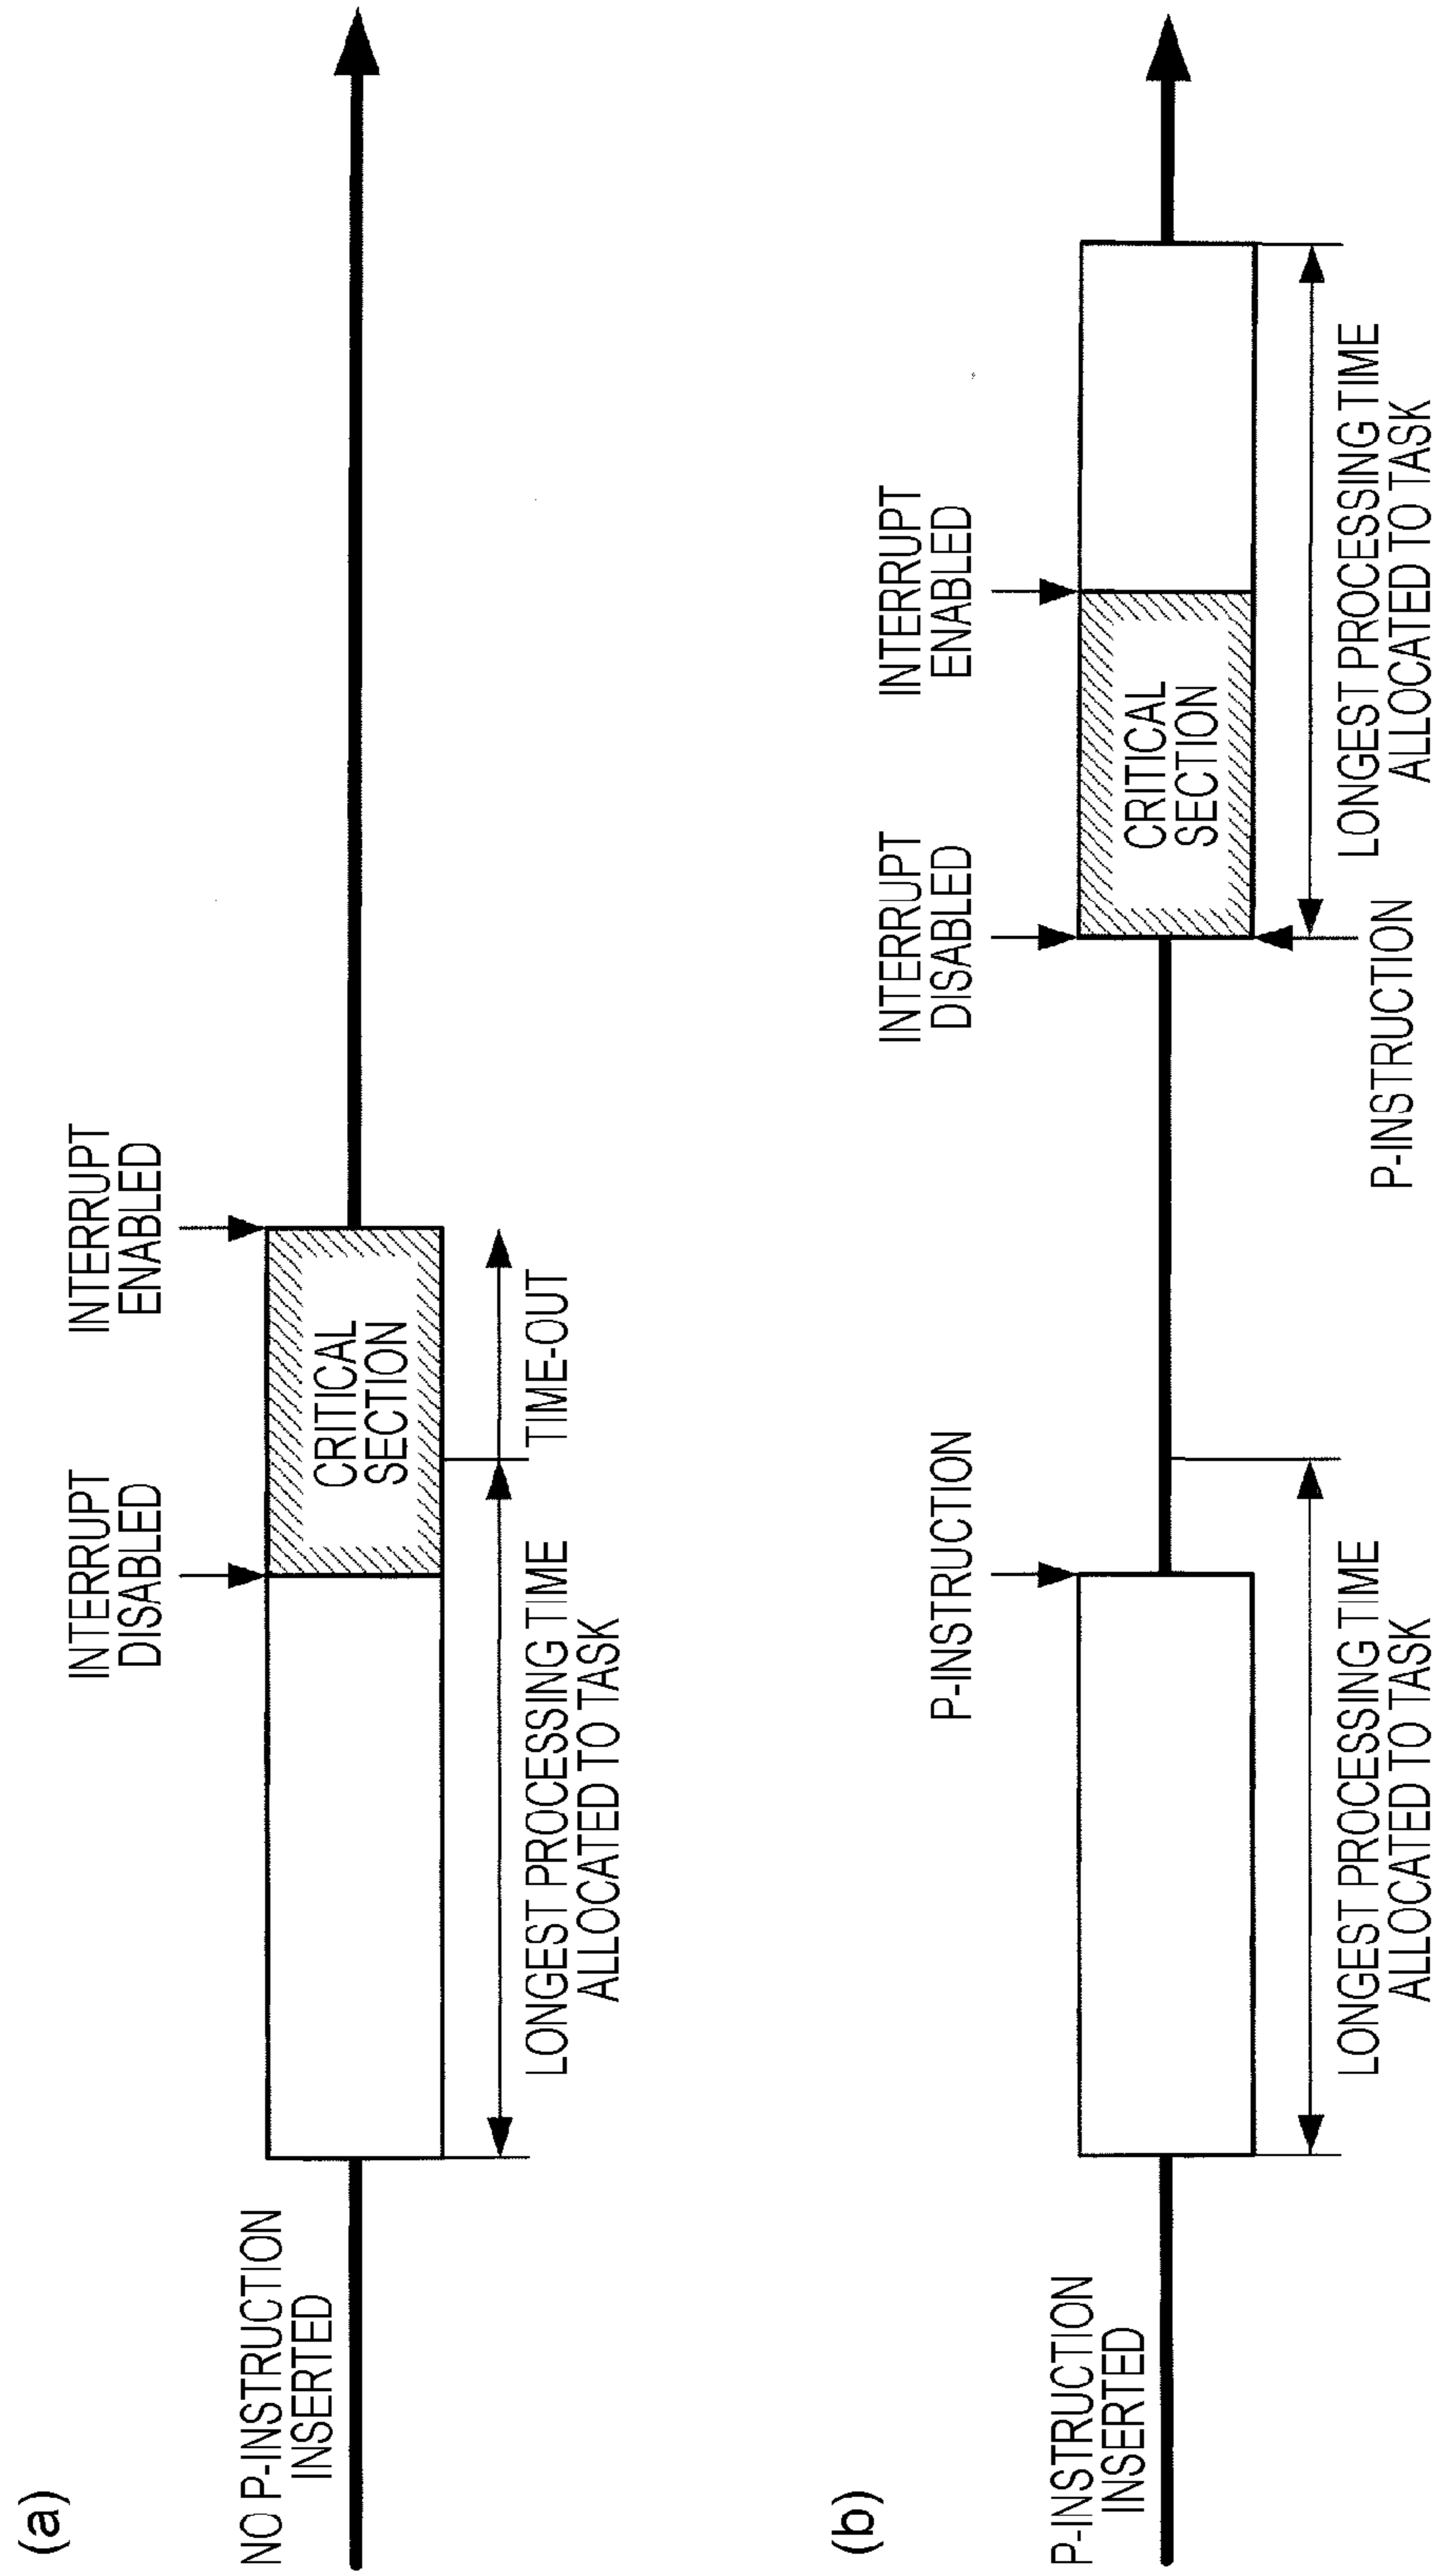 (a)
NO P-INSTRUCTION
INSERTED
INTERRUPT
DISABLED
INTERRUPT
ENABLED
CRITICAL
SECTION
LONGEST PROCESSING TIME
ALLOCATED TO TASK
TIME-OUT
(b)
P-INSTRUCTION
INSERTED
P-INSTRUCTION
INTERRUPT
DISABLED
INTERRUPT
ENABLED
CRITICAL
SECTION
LONGEST PROCESSING TIME
ALLOCATED TO TASK
P-INSTRUCTION
LONGEST PROCESSING TIME
ALLOCATED TO TASK